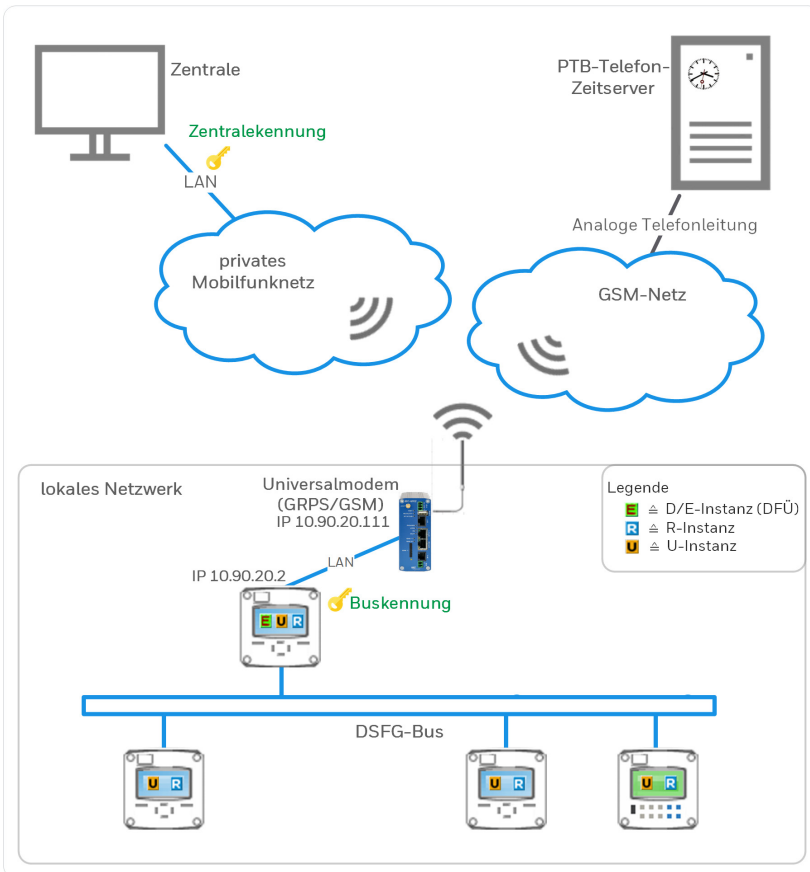 Zentrale
PTB-Telefon-
Zeitserver
Zentralekennung
LAN
Analoge Telefonleitung
privates
Mobilfunknetz
GSM-Netz
lokales Netzwerk
Universalmodem
(GRPS/GSM)
IP 10.90.20.111
Legende
E ≙ D/E-Instanz (DFÜ)
R ≙ R-Instanz
U ≙ U-Instanz
LAN
IP 10.90.20.2
Buskennung
E U R
DSFG-Bus
U R
U R
U R